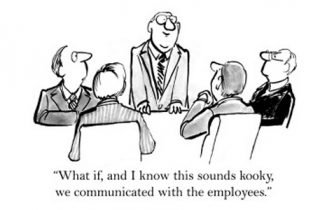 “What if, and I know this sounds kooky,
we communicated with the employees.”